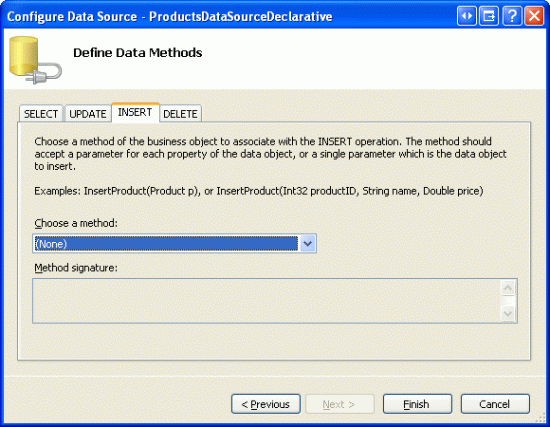 Configure Data Source - ProductsDataSourceDeclarative
Define Data Methods
SELECT UPDATE INSERT DELETE
Choose a method of the business object to associate with the INSERT operation. The method should
accept a parameter for each property of the data object, or a single parameter which is the data object
to insert.
Examples: InsertProduct(Product p), or InsertProduct(Int32 productID, String name, Double price)
Choose a method:
(None)
Method signature:
< Previous Next > Finish Cancel